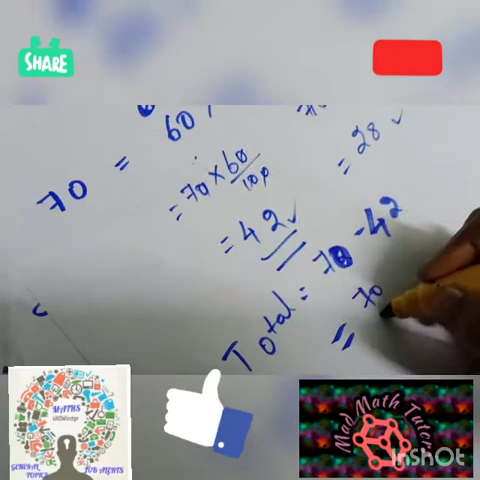 SHARE
60
70 =
= 70 × 60/100
= 28 ✓
= 42 ✓
Total = 70 - 42
= 70
MATHS
GENERAL TOPICS
JOB ALERTS
Mad Math Tutor
InShOt